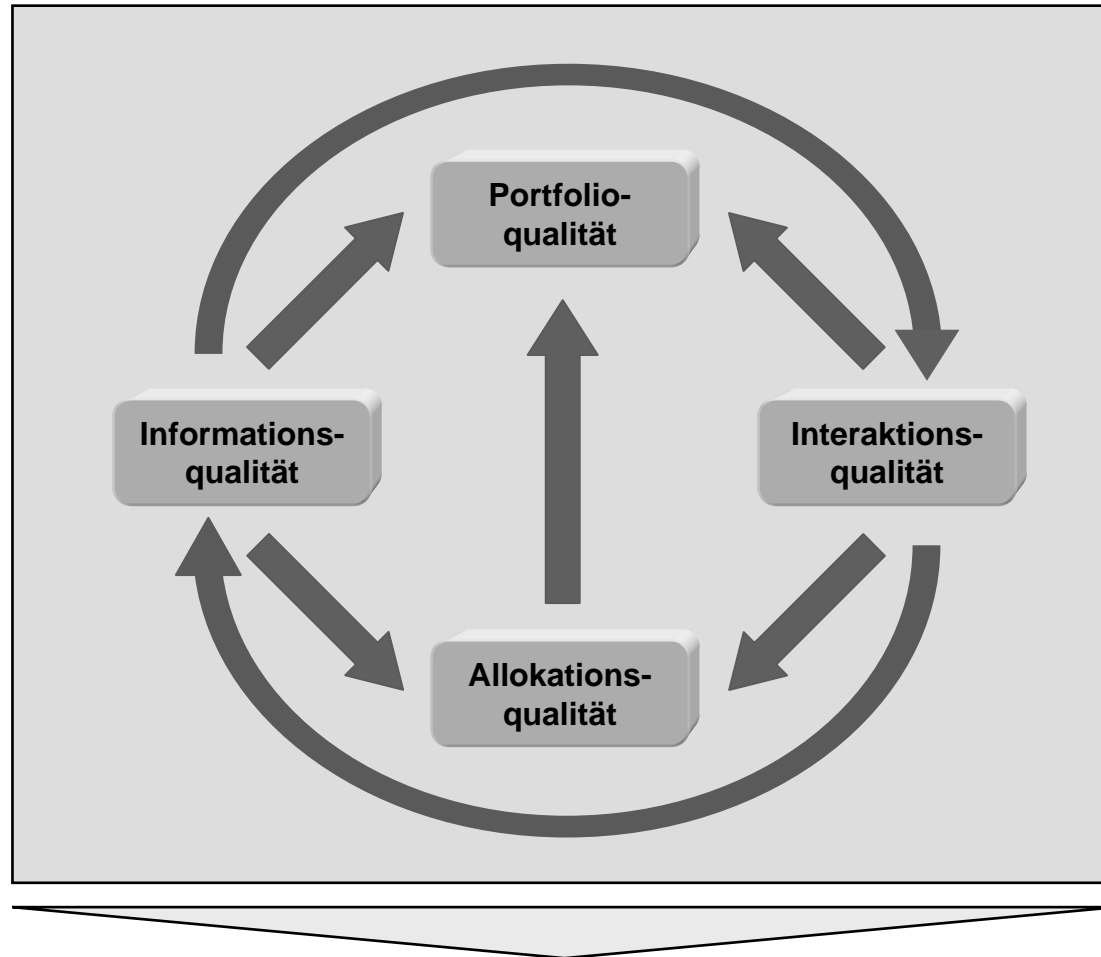 Portfolio-
qualität
Informations-
qualität
Interaktions-
qualität
Allokations-
qualität